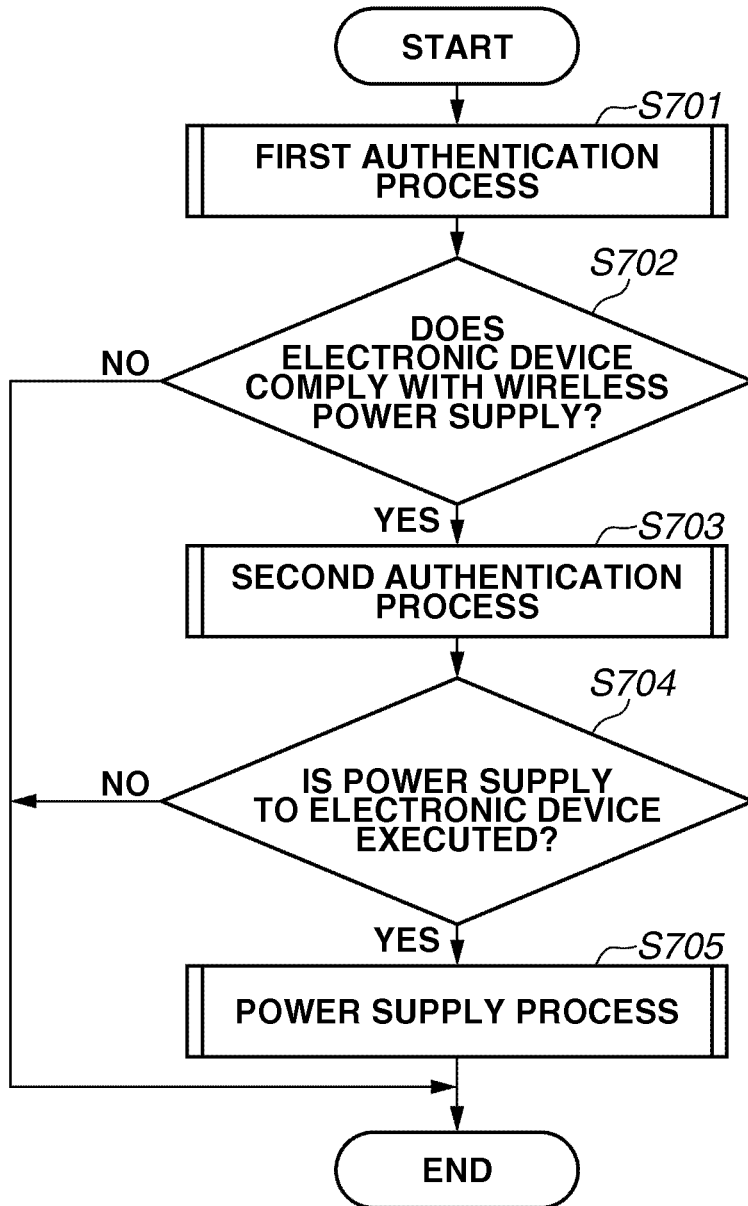 START
S701
FIRST AUTHENTICATION
PROCESS
S702
DOES
ELECTRONIC DEVICE
COMPLY WITH WIRELESS
POWER SUPPLY?
NO
YES
S703
SECOND AUTHENTICATION
PROCESS
S704
IS POWER SUPPLY
TO ELECTRONIC DEVICE
EXECUTED?
NO
YES
S705
POWER SUPPLY PROCESS
END